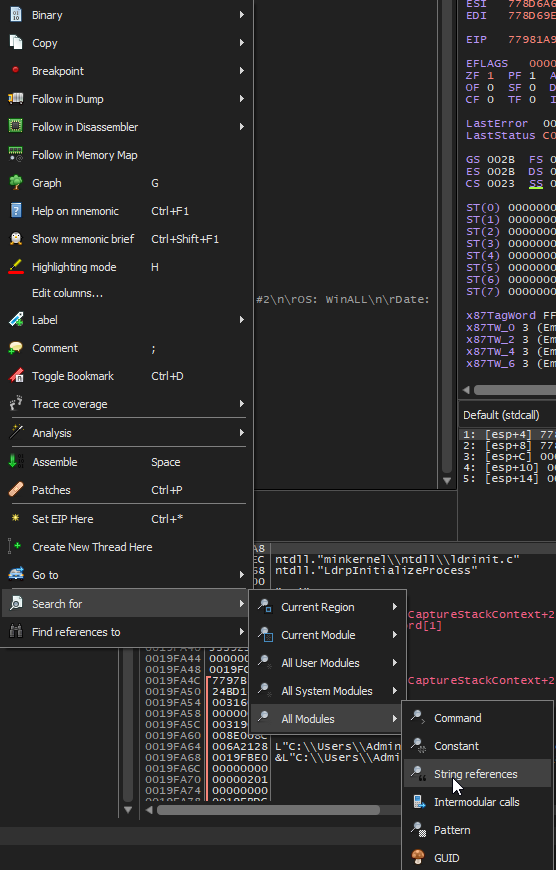 Binary
Copy
Breakpoint
Follow in Dump
Follow in Disassembler
Follow in Memory Map
Graph G
Help on mnemonic Ctrl+F1
Show mnemonic brief Ctrl+Shift+F1
Highlighting mode H
Edit columns...
Label
Comment ;
Toggle Bookmark Ctrl+D
Trace coverage
Analysis
Assemble Space
Patches Ctrl+P
Set EIP Here Ctrl+*
Create New Thread Here
Go to
Search for
Find references to
#2\n\rOS: WinALL\n\rDate:
ESI 778D6A6
EDI 778D69E
EIP 77981A9
EFLAGS 0000
ZF 1 PF 1 A
OF 0 SF 0 D
CF 0 TF 0 I
LastError 00
LastStatus C0
GS 002B FS 0
ES 002B DS 0
CS 0023 SS 0
ST(0) 0000000
ST(1) 0000000
ST(2) 0000000
ST(3) 0000000
ST(4) 0000000
ST(5) 0000000
ST(6) 0000000
ST(7) 0000000
x87TagWord FF
x87TW_0 3 (Em
x87TW_2 3 (Em
x87TW_4 3 (Em
x87TW_6 3 (Em
Default (stdcall)
1: [esp+4] 778
2: [esp+8] 778
3: [esp+C] 000
4: [esp+10] 00
5: [esp+14] 00
ntdll."minkernel\\ntdll\\ldrinit.c"
ntdll."LdrpInitializeProcess"
CaptureStackContext+2
rd[1]
CaptureStackContext+2
0019FA44 000000
0019FA48 0019FC
0019FA4C 7797B
0019FA50 24BD1
0019FA54 00316
0019FA58 00000
0019FA5C 00319
0019FA60 008E008C
0019FA64 006A2128 L"C:\\Users\\Admin
0019FA68 0019FBE0 &L"C:\\Users\\Adm
0019FA6C 00000000
0019FA70 00000201
0019FA74 00000000
Current Region
Current Module
All User Modules
All System Modules
All Modules
Command
Constant
String references
Intermodular calls
Pattern
GUID